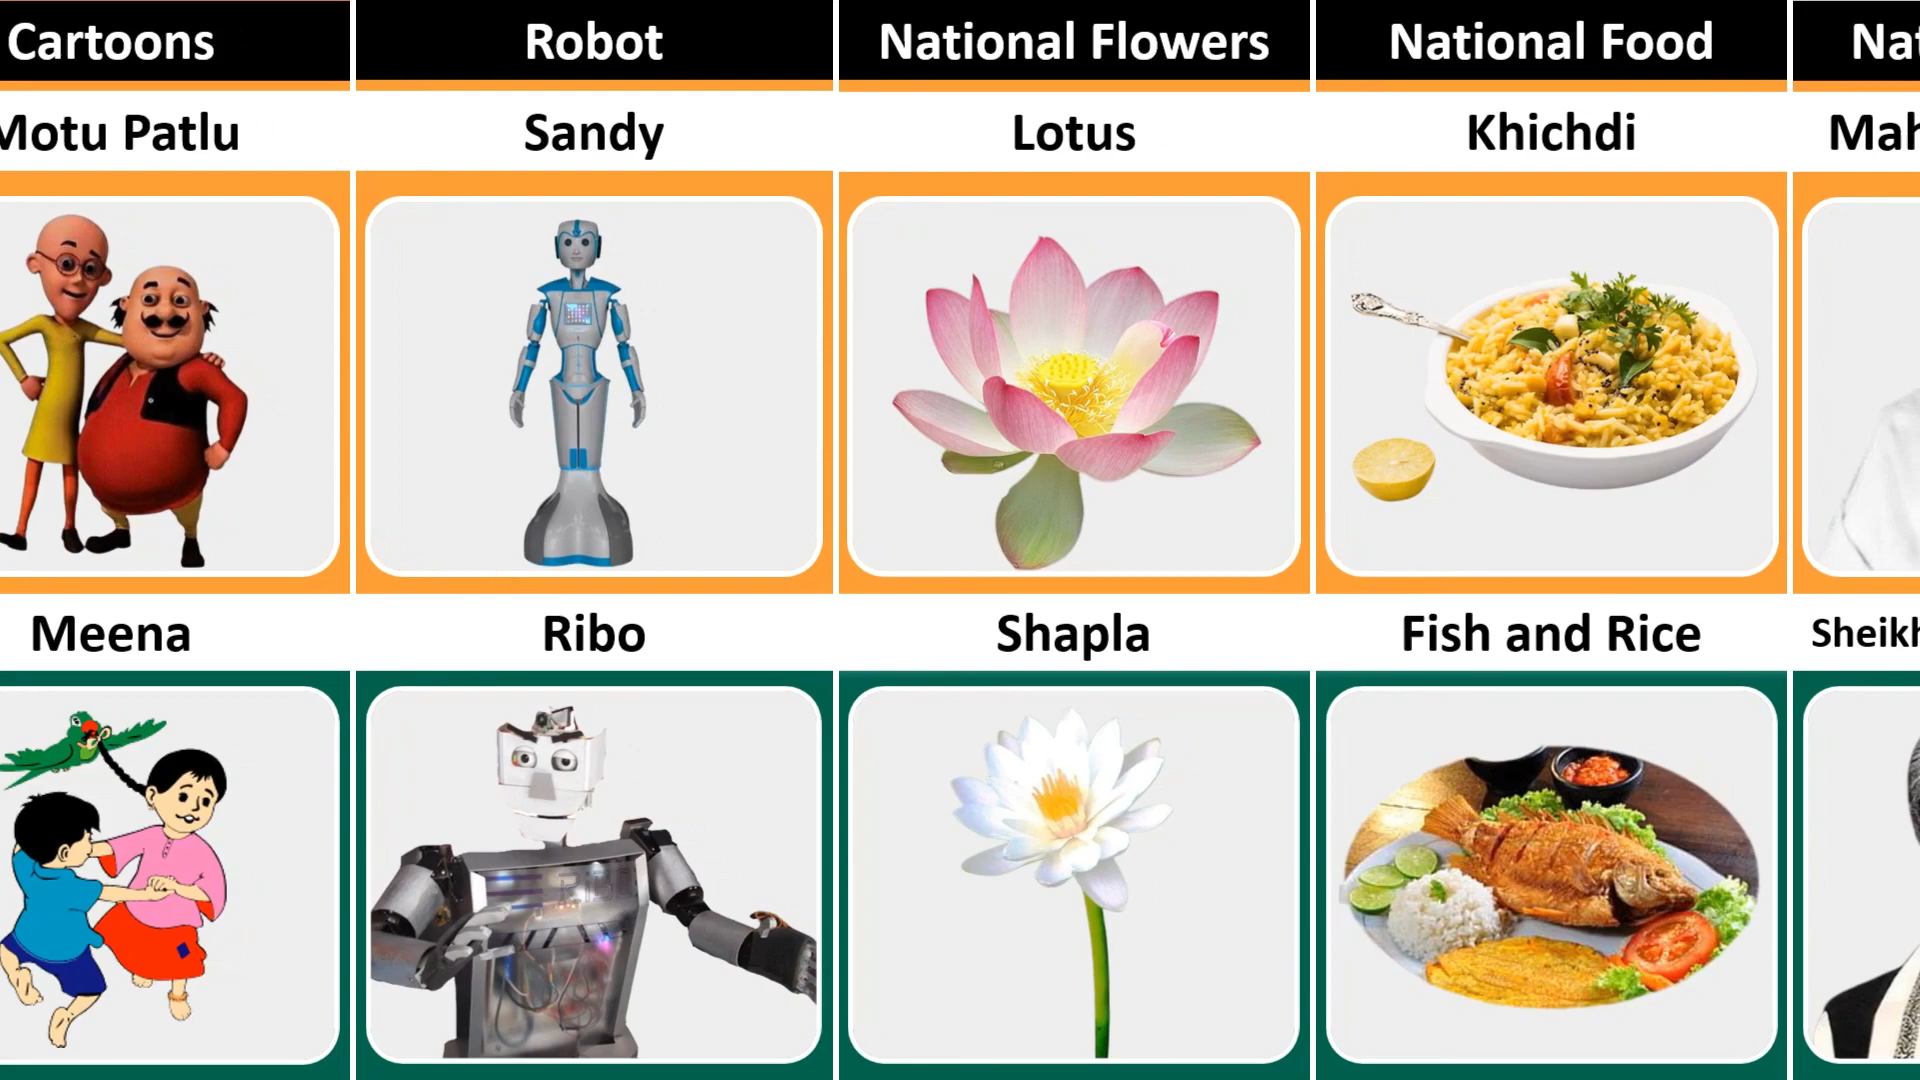 Cartoons
Robot
National Flowers
National Food
Motu Patlu
Sandy
Lotus
Khichdi
Meena
Ribo
Shapla
Fish and Rice